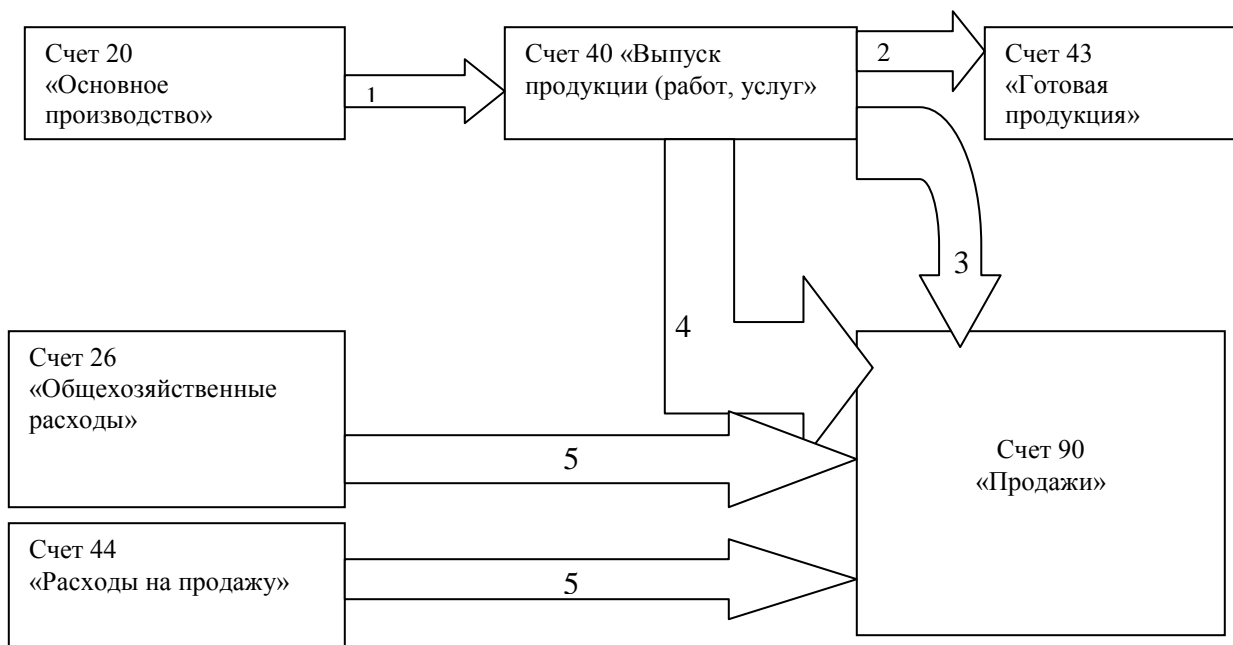 Счет 20
«Основное
производство»
1
Счет 40 «Выпуск
продукции (работ, услуг»
2
Счет 43
«Готовая
продукция»
3
4
Счет 26
«Общехозяйственные
расходы»
5
Счет 90
«Продажи»
Счет 44
«Расходы на продажу»
5